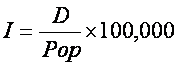 I = D / Pop × 100,000